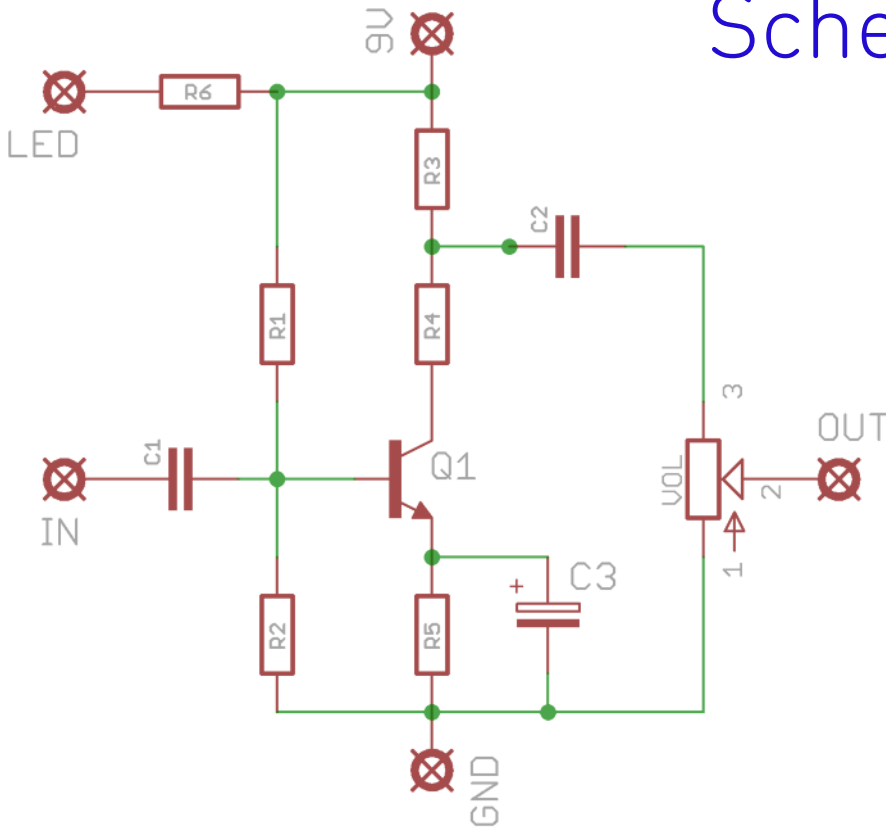 Sche
9V
R6
LED
R3
C2
R1
R4
3
C1
Q1
VOL
OUT
2
IN
1
+
C3
R2
R5
GND